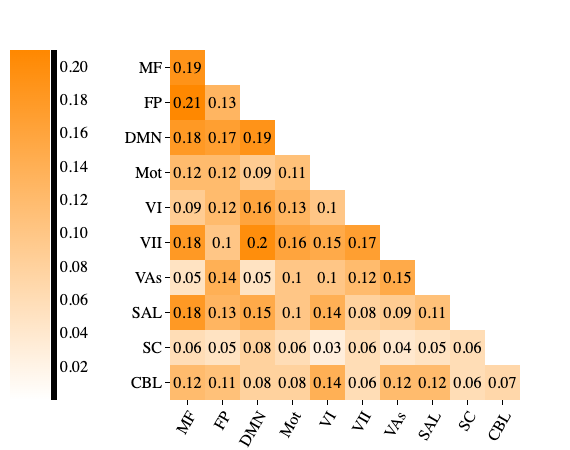 0.20
0.18
0.16
0.14
0.12
0.10
0.08
0.06
0.04
0.02
MF 0.19
FP 0.21 0.13
DMN 0.18 0.17 0.19
Mot 0.12 0.12 0.09 0.11
VI 0.09 0.12 0.16 0.13 0.1
VII 0.18 0.1 0.2 0.16 0.15 0.17
VAs 0.05 0.14 0.05 0.1 0.1 0.12 0.15
SAL 0.18 0.13 0.15 0.1 0.14 0.08 0.09 0.11
SC 0.06 0.05 0.08 0.06 0.03 0.06 0.04 0.05 0.06
CBL 0.12 0.11 0.08 0.08 0.14 0.06 0.12 0.12 0.06 0.07
MF FP DMN Mot VI VII VAs SAL SC CBL